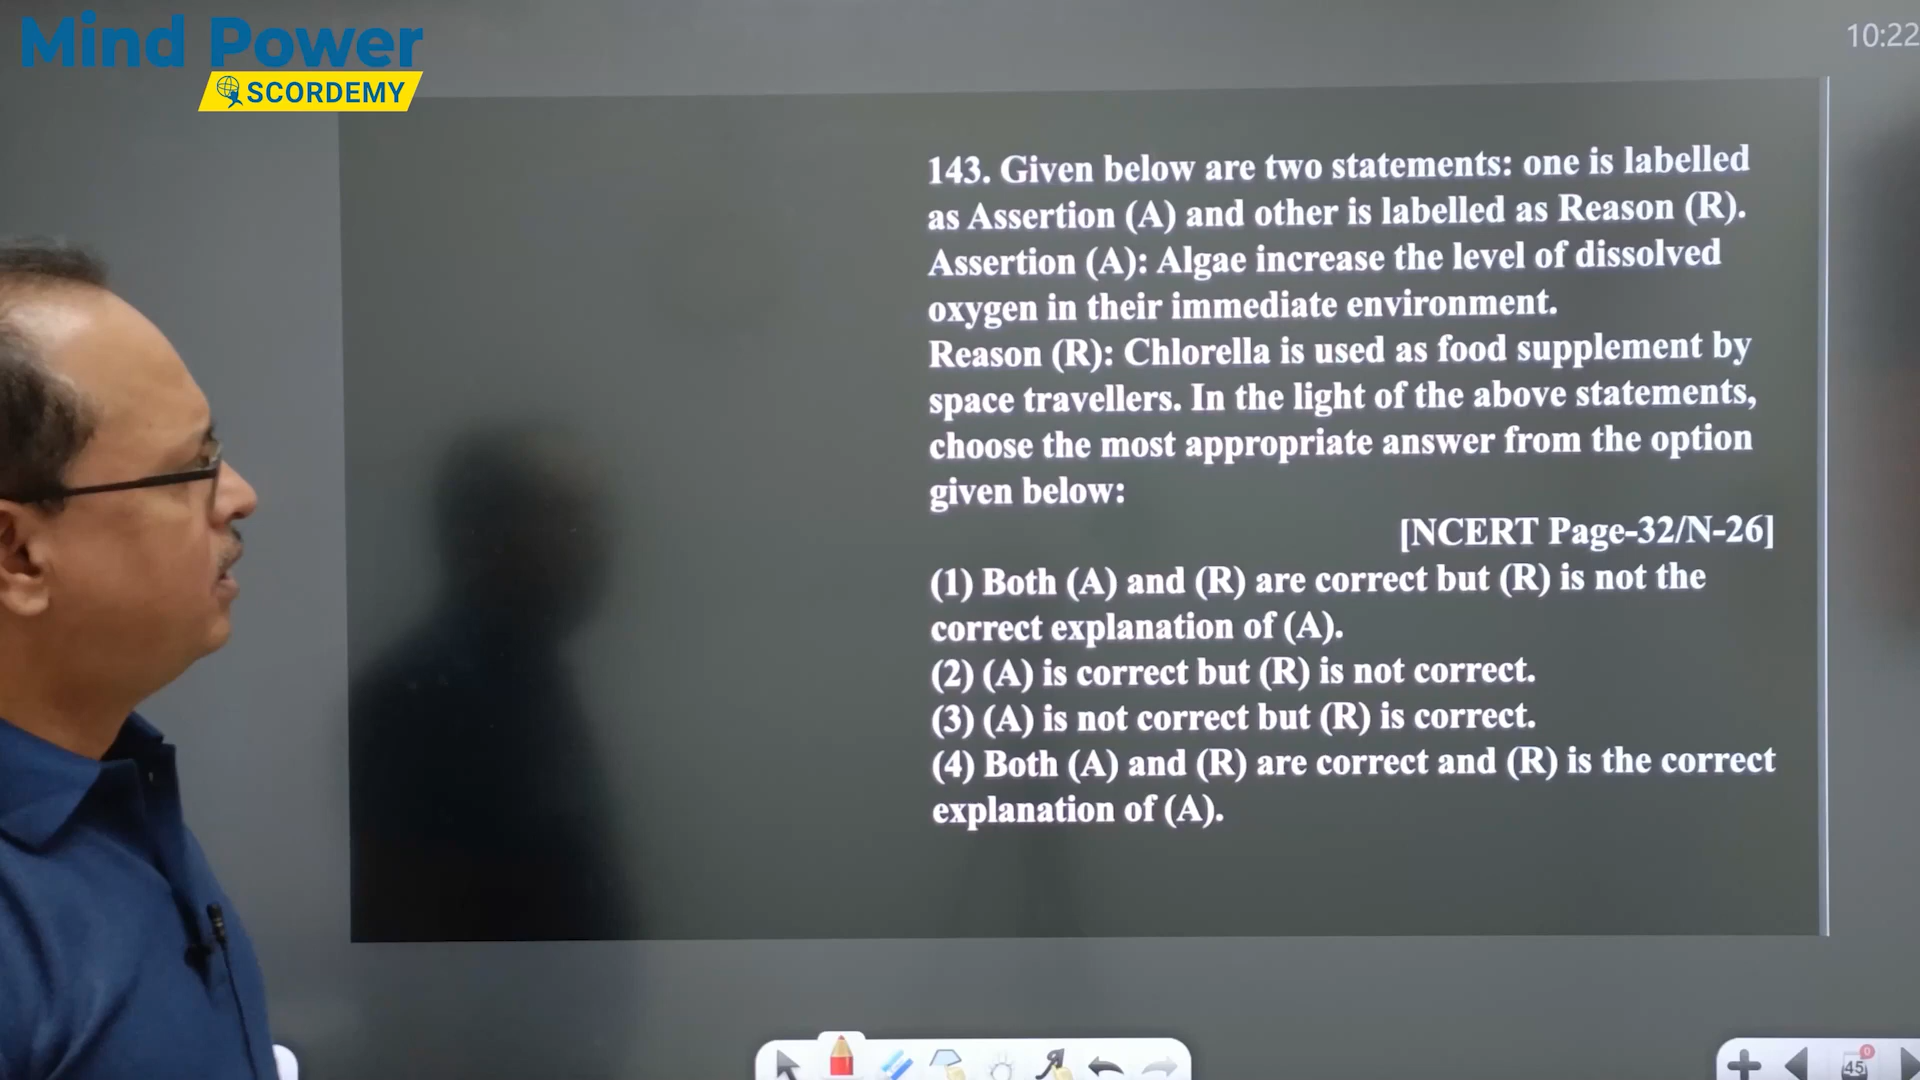 Mind Power
SCORDEMY
10:22
143. Given below are two statements: one is labelled
as Assertion (A) and other is labelled as Reason (R).
Assertion (A): Algae increase the level of dissolved
oxygen in their immediate environment.
Reason (R): Chlorella is used as food supplement by
space travellers. In the light of the above statements,
choose the most appropriate answer from the option
given below:
[NCERT Page-32/N-26]
(1) Both (A) and (R) are correct but (R) is not the
correct explanation of (A).
(2) (A) is correct but (R) is not correct.
(3) (A) is not correct but (R) is correct.
(4) Both (A) and (R) are correct and (R) is the correct
explanation of (A).
45
0